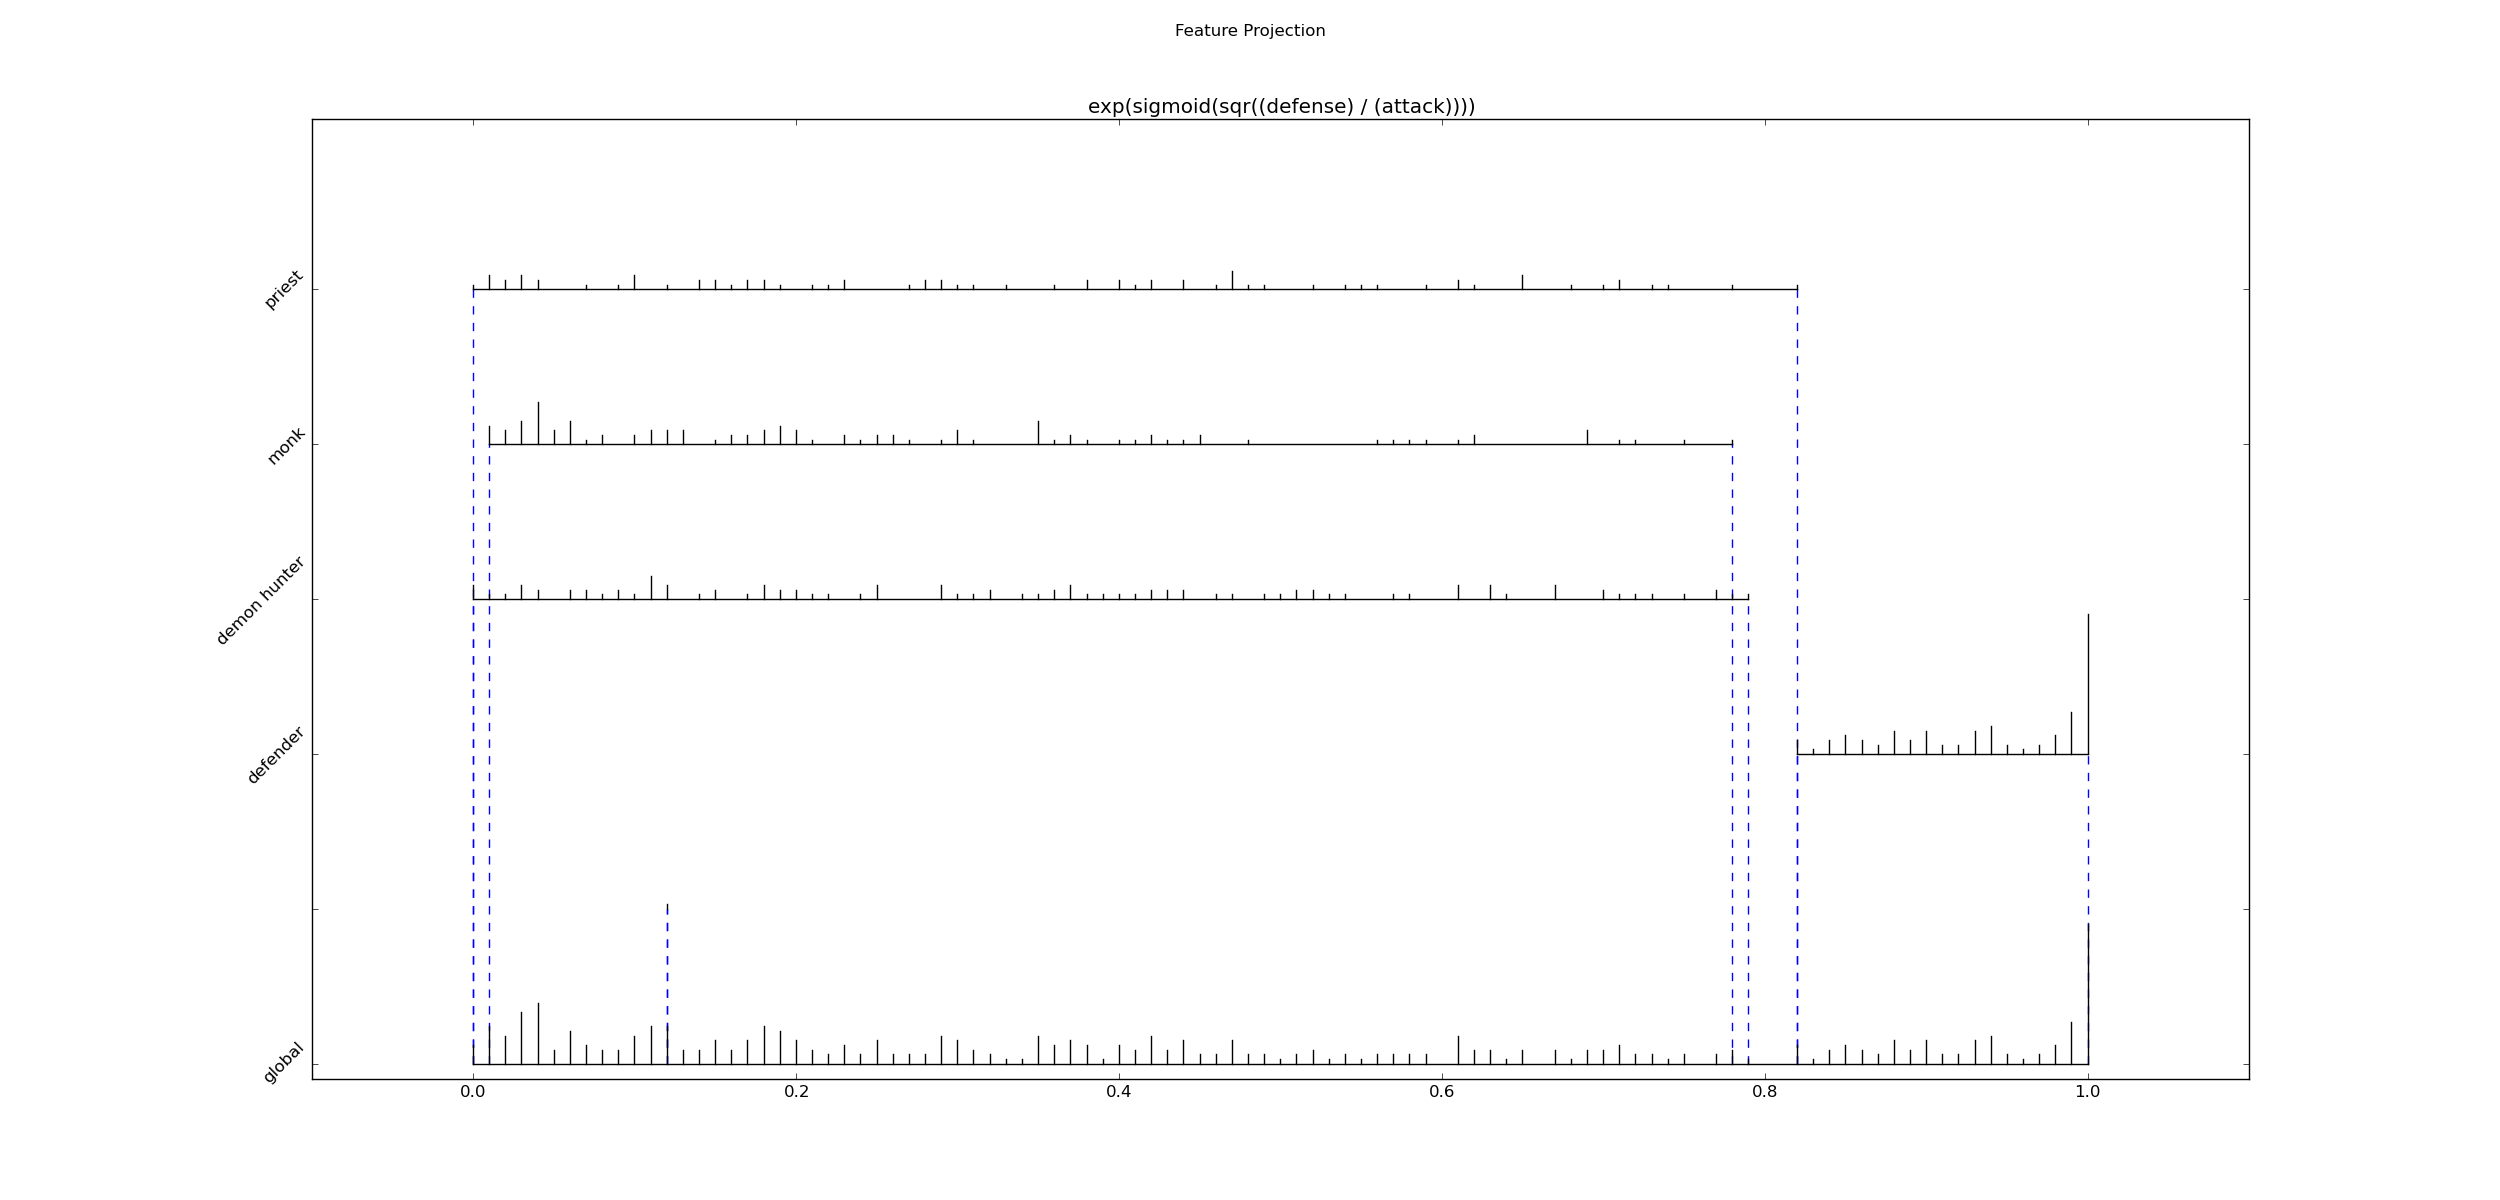 Feature Projection
exp(sigmoid(sqr((defense) / (attack))))
priest
monk
demon hunter
defender
global
0.0 0.2 0.4 0.6 0.8 1.0